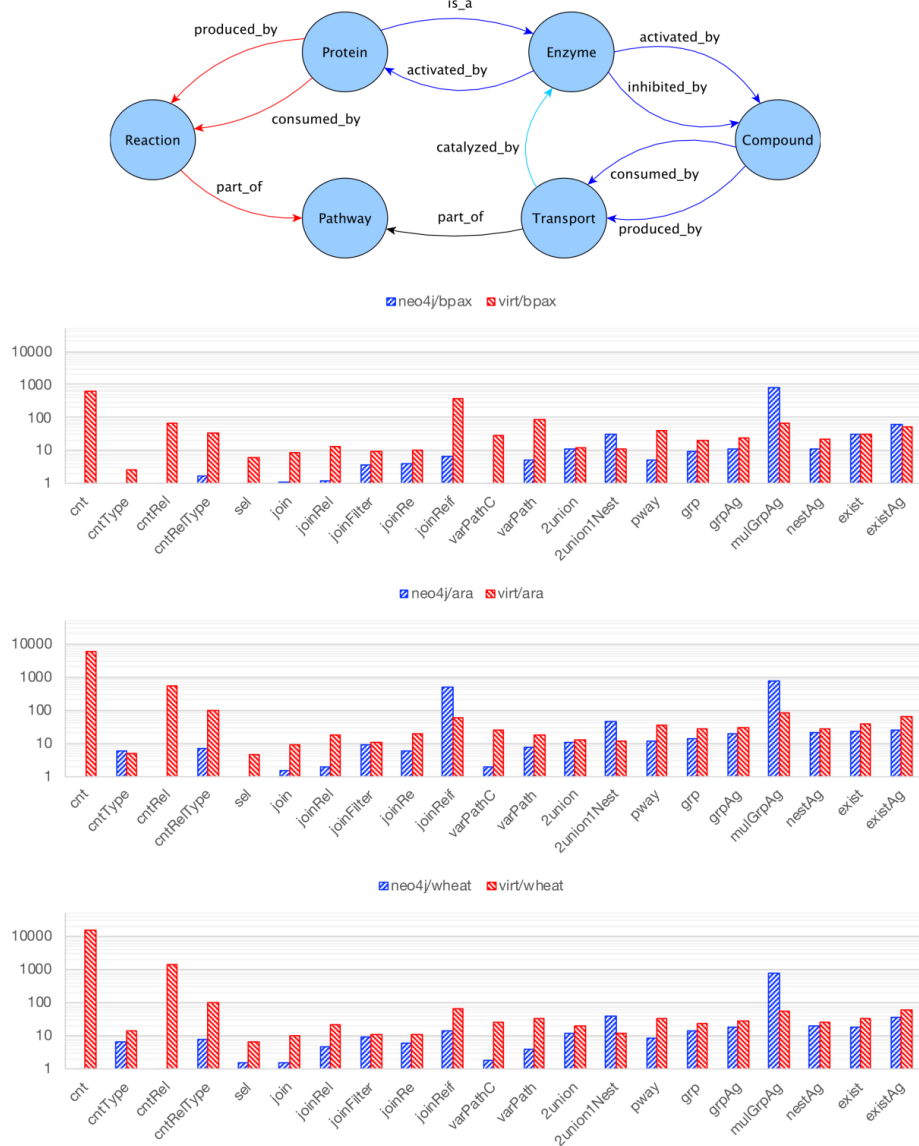 is_a
produced_by
Protein
Enzyme
activated_by
activated_by
inhibited_by
consumed_by
Reaction
catalyzed_by
Compound
consumed_by
part_of
Pathway
part_of
Transport
produced_by
neo4j/bpax virt/bpax
10000
1000
100
10
1
cnt cntType cntRel cntRelType sel join joinRel joinFilter joinRe joinReif varPathC varPath 2union 2union1Nest pway grp grpAg mulGrpAg nestAg exist existAg
neo4j/ara virt/ara
10000
1000
100
10
1
cnt cntType cntRel cntRelType sel join joinRel joinFilter joinRe joinReif varPathC varPath 2union 2union1Nest pway grp grpAg mulGrpAg nestAg exist existAg
neo4j/wheat virt/wheat
10000
1000
100
10
1
cnt cntType cntRel cntRelType sel join joinRel joinFilter joinRe joinReif varPathC varPath 2union 2union1Nest pway grp grpAg mulGrpAg nestAg exist existAg